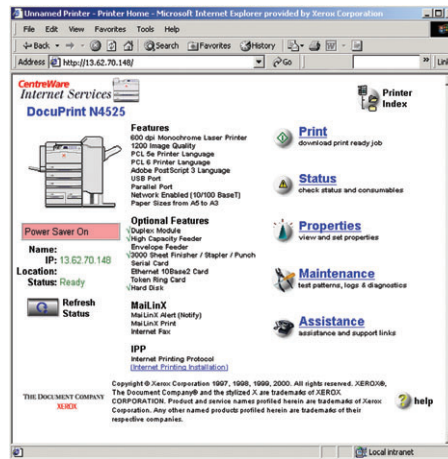 Unnamed Printer - Printer Home - Microsoft Internet Explorer provided by Xerox Corporation
File Edit View Favorites Tools Help
Back Search Favorites History
Address http://13.62.70.148/ Go Link
CentreWare
Internet Services
DocuPrint N4525
Printer
Index
Features
600 dpi Monochrome Laser Printer
1200 Image Quality
PCL 5e Printer Language
PCL 6 Printer Language
Adobe PostScript 3 Language
USB Port
Parallel Port
Network Enabled (10/100 BaseT)
Paper Sizes from A5 to A3
Optional Features
√Duplex Module
√High Capacity Feeder
Envelope Feeder
√3000 Sheet Finisher / Stapler / Punch
Serial Card
Ethernet 10Base2 Card
Token Ring Card
√Hard Disk
MaiLinX
MaiLinX Alert (Notify)
MaiLinX Print
Internet Fax
IPP
Internet Printing Protocol
(Internet Printing Installation)
Power Saver On
Name:
IP: 13.62.70.148
Location:
Status: Ready
Refresh
Status
Print
download print ready job
Status
check status and consumables
Properties
view and set properties
Maintenance
test patterns, logs & diagnostics
Assistance
assistance and support links
THE DOCUMENT COMPANY
XEROX
Copyright © Xerox Corporation 1997, 1998, 1999, 2000. All rights reserved. XEROX®,
The Document Company® and the stylized X are trademarks of XEROX
CORPORATION. Product and service names profiled herein are trademarks of Xerox
Corporation. Any other named products profiled herein are trademarks of their
respective companies.
help
Local intranet